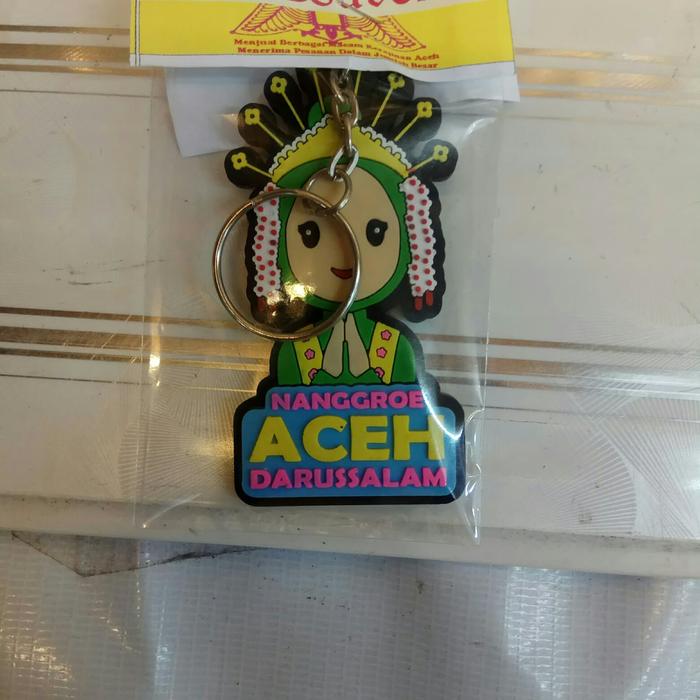 Menjual Berbagai Macam Kerajinan Aceh
Menerima Pesanan Dalam Jumlah Besar
NANGGROE
ACEH
DARUSSALAM